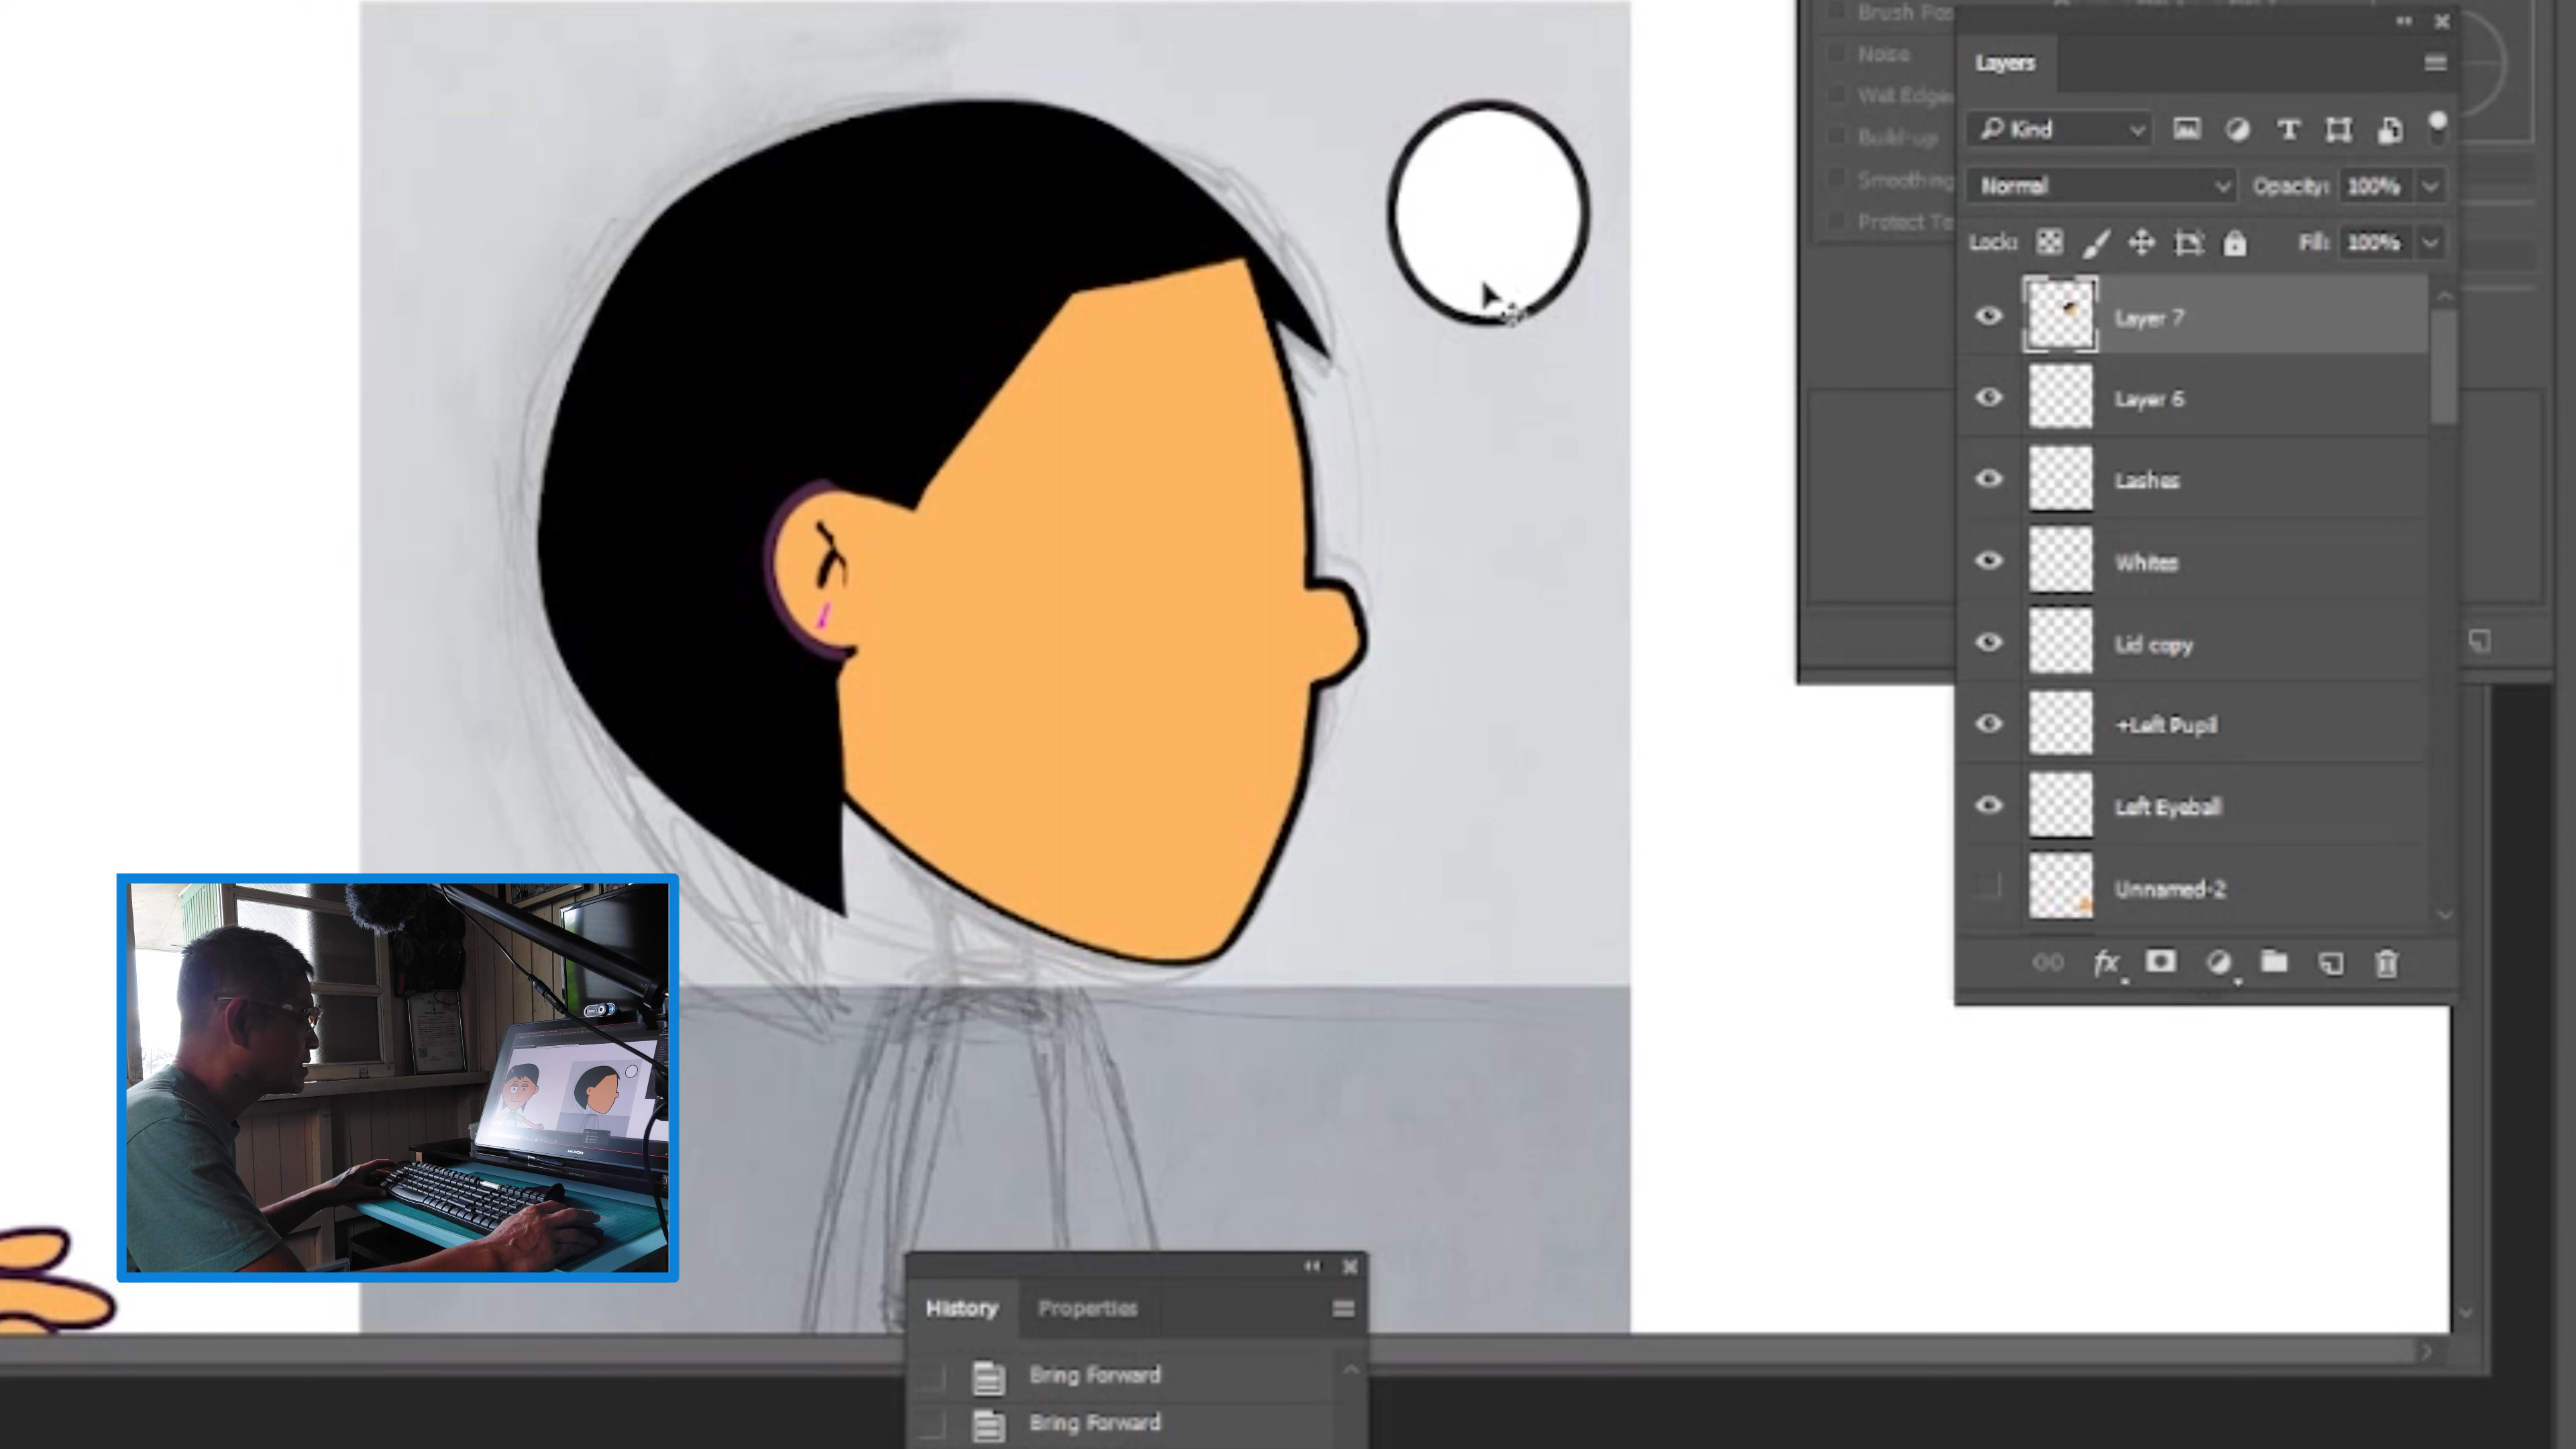 Brush Pos
Noise
Wet Edges
Build-up
Smoothing
Protect Te
Layers
Kind
Normal
Opacity: 100%
Lock:
Fill: 100%
Layer 7
Layer 6
Lashes
Whites
Lid copy
+Left Pupil
Left Eyeball
Unnamed-2
fx
HUION
History
Properties
Bring Forward
Bring Forward